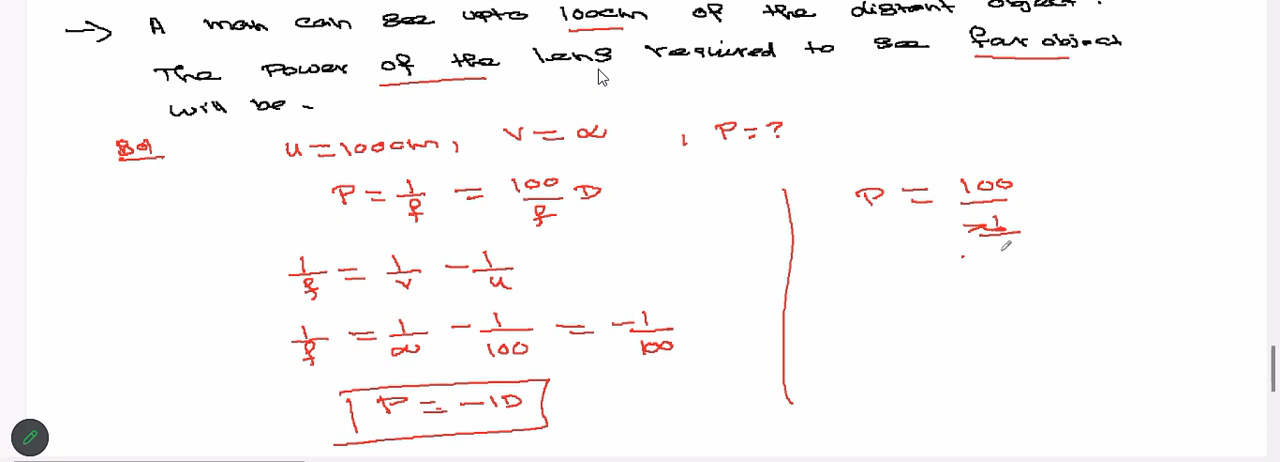 → A man can see upto 100cm of the distant object.
The Power of the lens required to see far object
will be -
u = 100cm, v = ∞ , P = ?
P = 1/f = 100/f D
P = 100
1/f = 1/v - 1/u
1/f = 1/∞ - 1/100 = -1/100
P = -1D